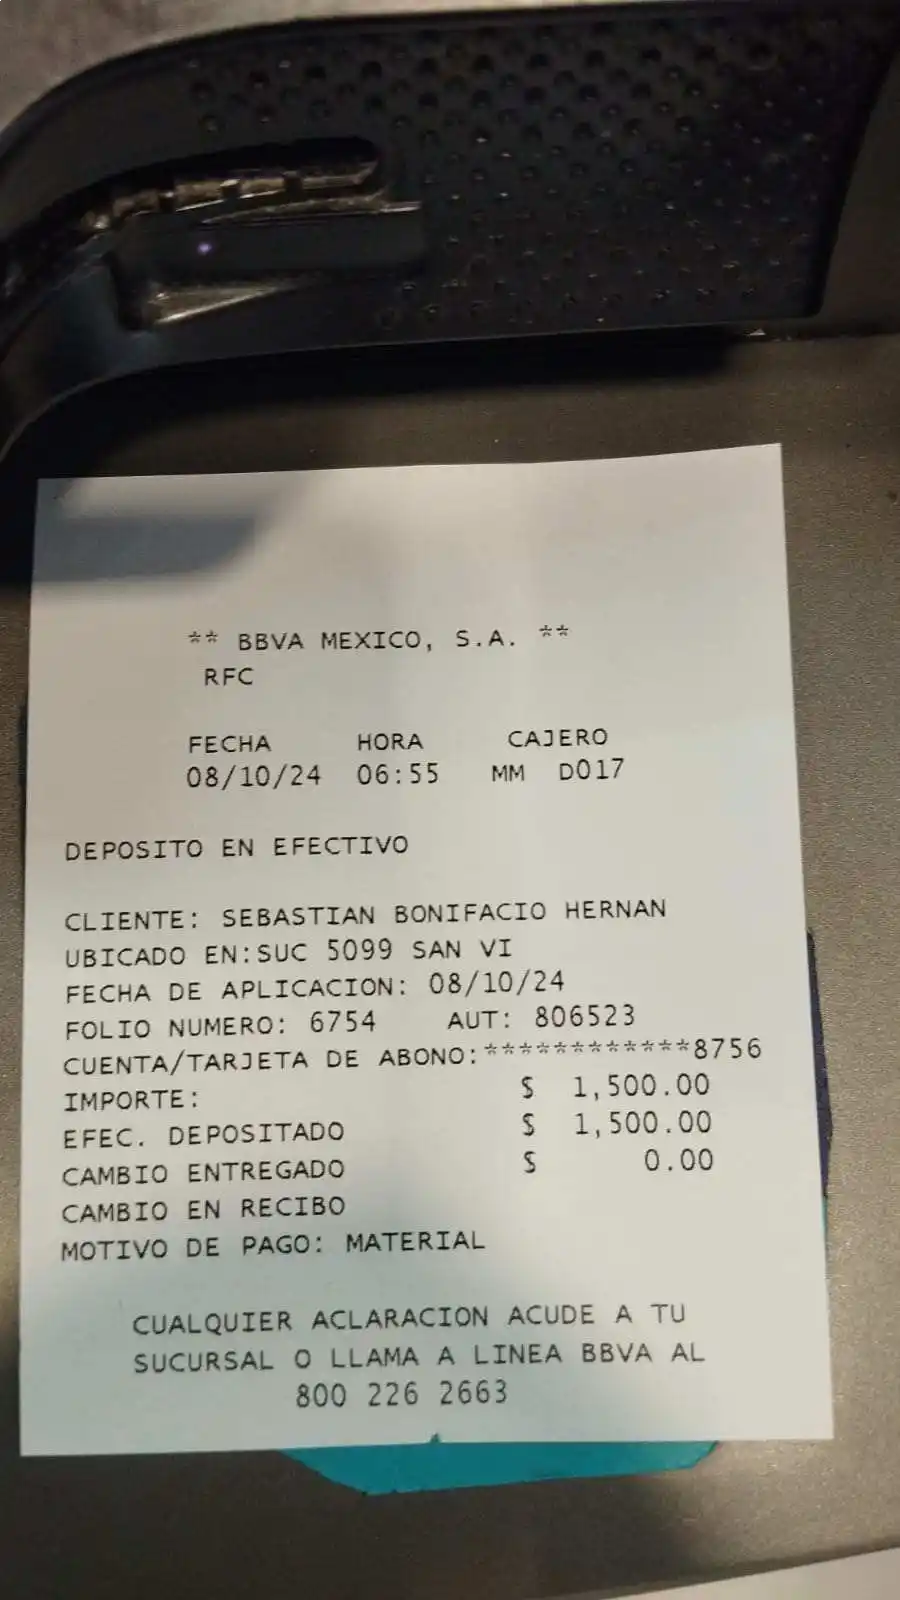 ** BBVA MEXICO, S.A. **
RFC
FECHA HORA CAJERO
08/10/24 06:55 MM D017
DEPOSITO EN EFECTIVO
CLIENTE: SEBASTIAN BONIFACIO HERNAN
UBICADO EN:SUC 5099 SAN VI
FECHA DE APLICACION: 08/10/24
FOLIO NUMERO: 6754 AUT: 806523
CUENTA/TARJETA DE ABONO:************8756
IMPORTE: $ 1,500.00
EFEC. DEPOSITADO $ 1,500.00
CAMBIO ENTREGADO $ 0.00
CAMBIO EN RECIBO
MOTIVO DE PAGO: MATERIAL
CUALQUIER ACLARACION ACUDE A TU
SUCURSAL O LLAMA A LINEA BBVA AL
800 226 2663